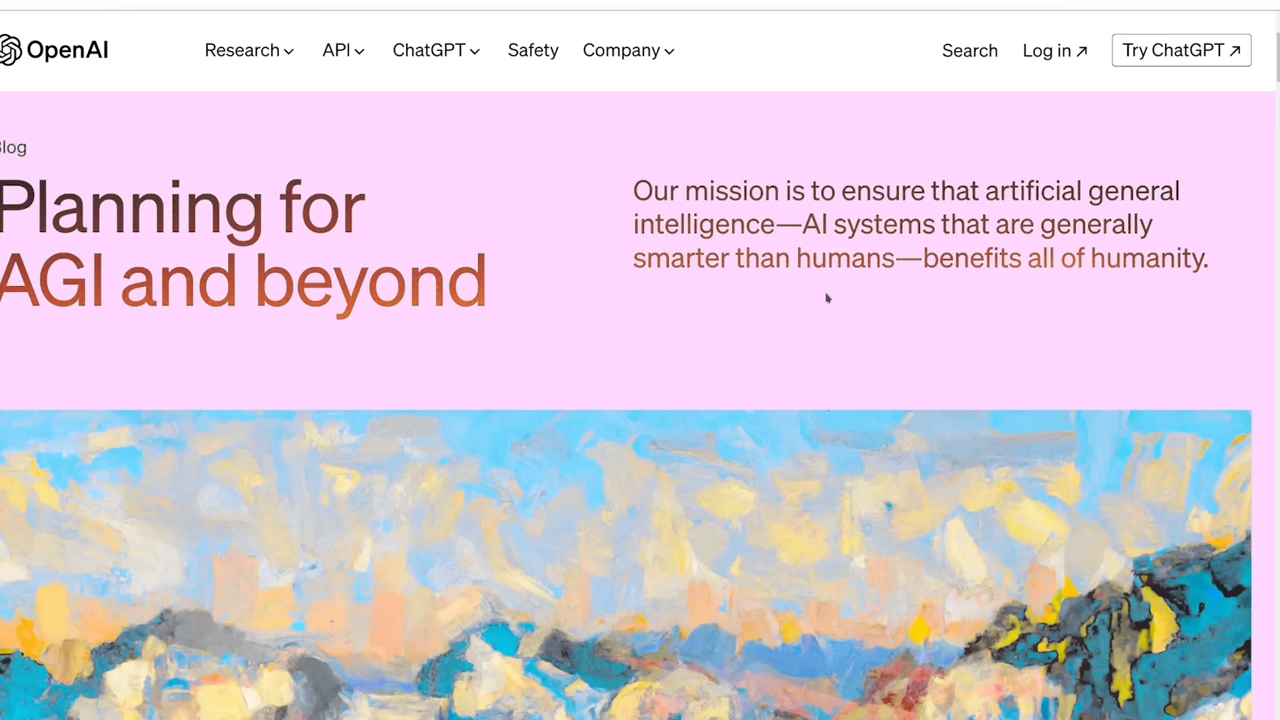 OpenAI Research API ChatGPT Safety Company Search Log in ↗ Try ChatGPT ↗
Blog
Planning for
AGI and beyond
Our mission is to ensure that artificial general
intelligence—AI systems that are generally
smarter than humans—benefits all of humanity.